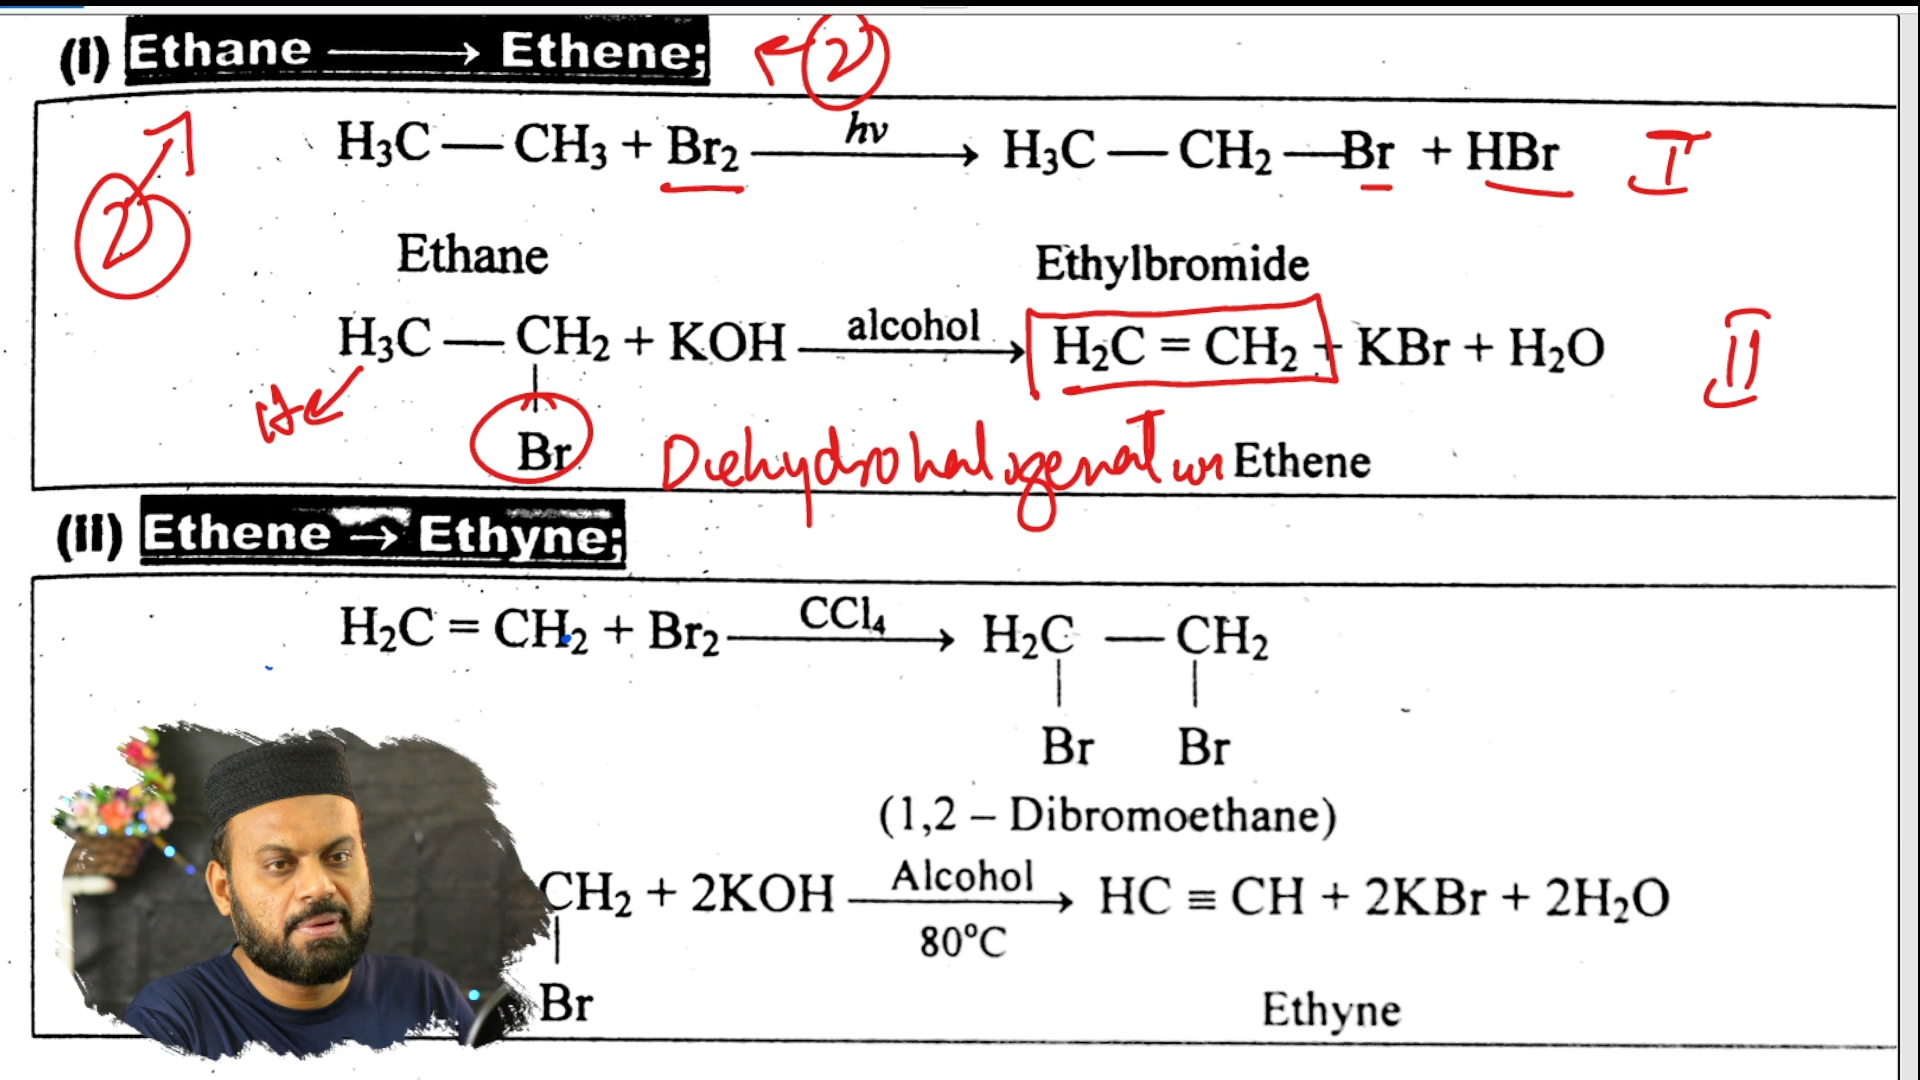 (i) Ethane ⟶ Ethene; ← 2
H₃C — CH₃ + Br₂ —hν→ H₃C — CH₂ — Br + HBr I
2
Ethane Ethylbromide
H₃C — CH₂ + KOH —alcohol→ H₂C = CH₂ + KBr + H₂O II
Br Diehydrohalogenation Ethene
(ii) Ethene → Ethyne;
H₂C = CH₂ + Br₂ —CCl₄→ H₂C — CH₂
Br Br
(1,2 – Dibromoethane)
CH₂ + 2KOH —Alcohol→ HC ≡ CH + 2KBr + 2H₂O
80°C
Br Ethyne